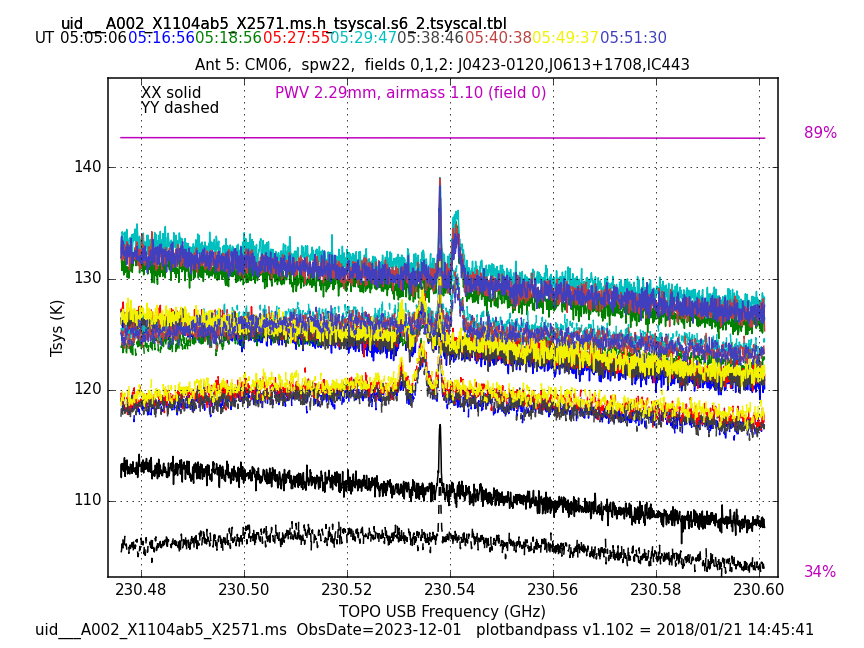 uid___A002_X1104ab5_X2571.ms.h_tsyscal.s6_2.tsyscal.tbl
UT 05:05:06 05:16:56 05:18:56 05:27:55 05:29:47 05:38:46 05:40:38 05:49:37 05:51:30
Ant 5: CM06,  spw22,  fields 0,1,2: J0423-0120,J0613+1708,IC443
XX solid
YY dashed
PWV 2.29mm, airmass 1.10 (field 0)
89%
140
130
120
110
Tsys (K)
34%
230.48 230.50 230.52 230.54 230.56 230.58 230.60
TOPO USB Frequency (GHz)
uid___A002_X1104ab5_X2571.ms  ObsDate=2023-12-01   plotbandpass v1.102 = 2018/01/21 14:45:41